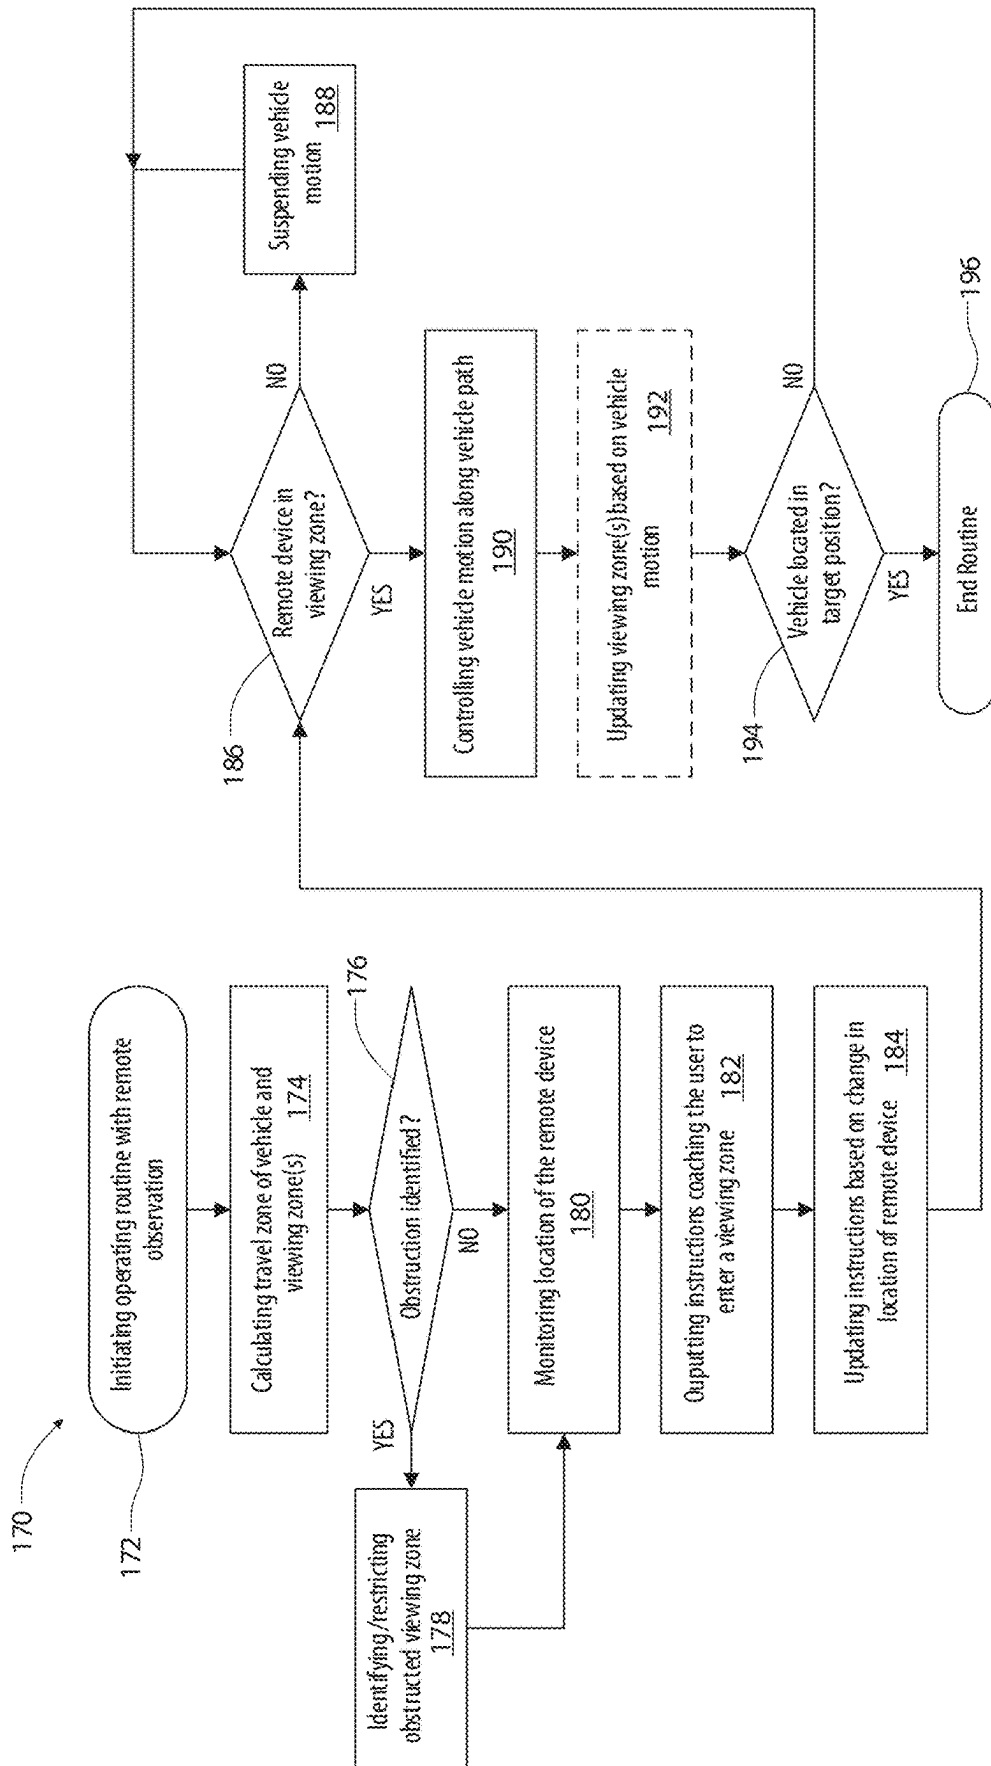 170
172
Initiating operating routine with remote
observation
Calculating travel zone of vehicle and
viewing zone(s)
174
176
Obstruction identified?
YES
NO
Identifying/restricting
obstructed viewing zone
178
Monitoring location of the remote device
180
Ouputting instructions coaching the user to
enter a viewing zone
182
Updating instructions based on change in
location of remote device
184
186
Remote device in
viewing zone?
NO
YES
Suspending vehicle
motion
188
Controlling vehicle motion along vehicle path
190
Updating viewing zone(s) based on vehicle
motion
192
194
Vehicle located in
target position?
NO
YES
End Routine
196